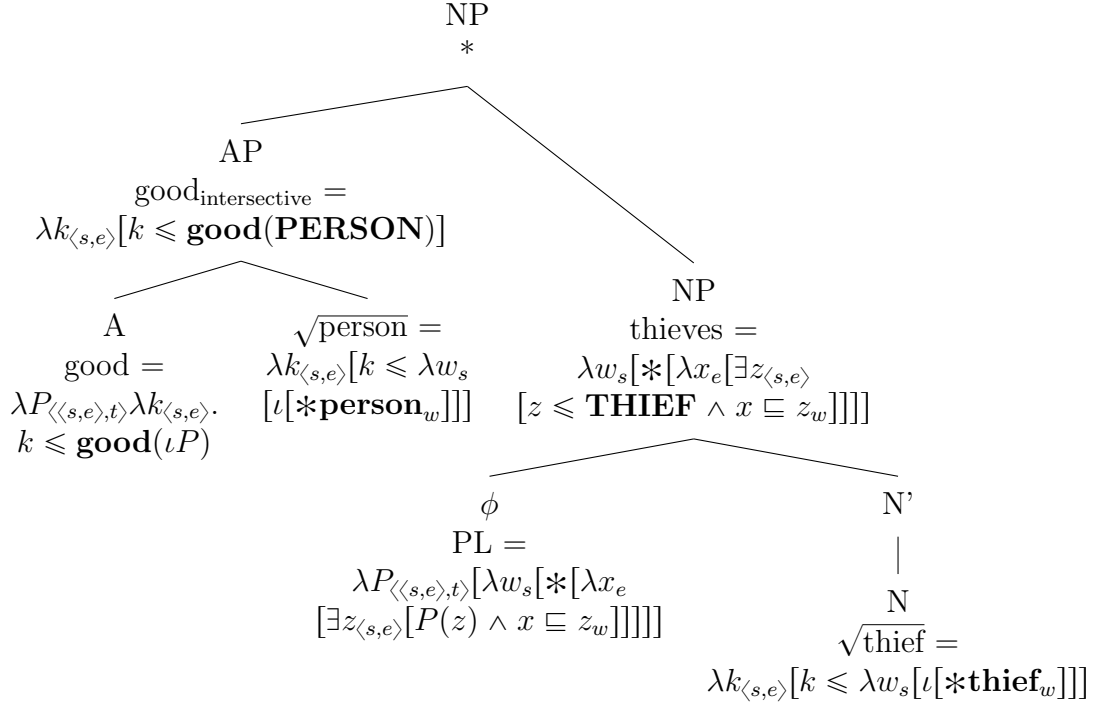 NP
*
AP
good_intersective =
λk_⟨s,e⟩[k ⩽ good(PERSON)]
A
good =
λP_⟨⟨s,e⟩,t⟩λk_⟨s,e⟩.
k ⩽ good(ιP)
√person =
λk_⟨s,e⟩[k ⩽ λw_s
[ι[∗person_w]]]
NP
thieves =
λw_s[∗[λx_e[∃z_⟨s,e⟩
[z ⩽ THIEF ∧ x ⊑ z_w]]]]
ϕ
PL =
λP_⟨⟨s,e⟩,t⟩[λw_s[∗[λx_e
[∃z_⟨s,e⟩[P(z) ∧ x ⊑ z_w]]]]]
N'
N
√thief =
λk_⟨s,e⟩[k ⩽ λw_s[ι[∗thief_w]]]